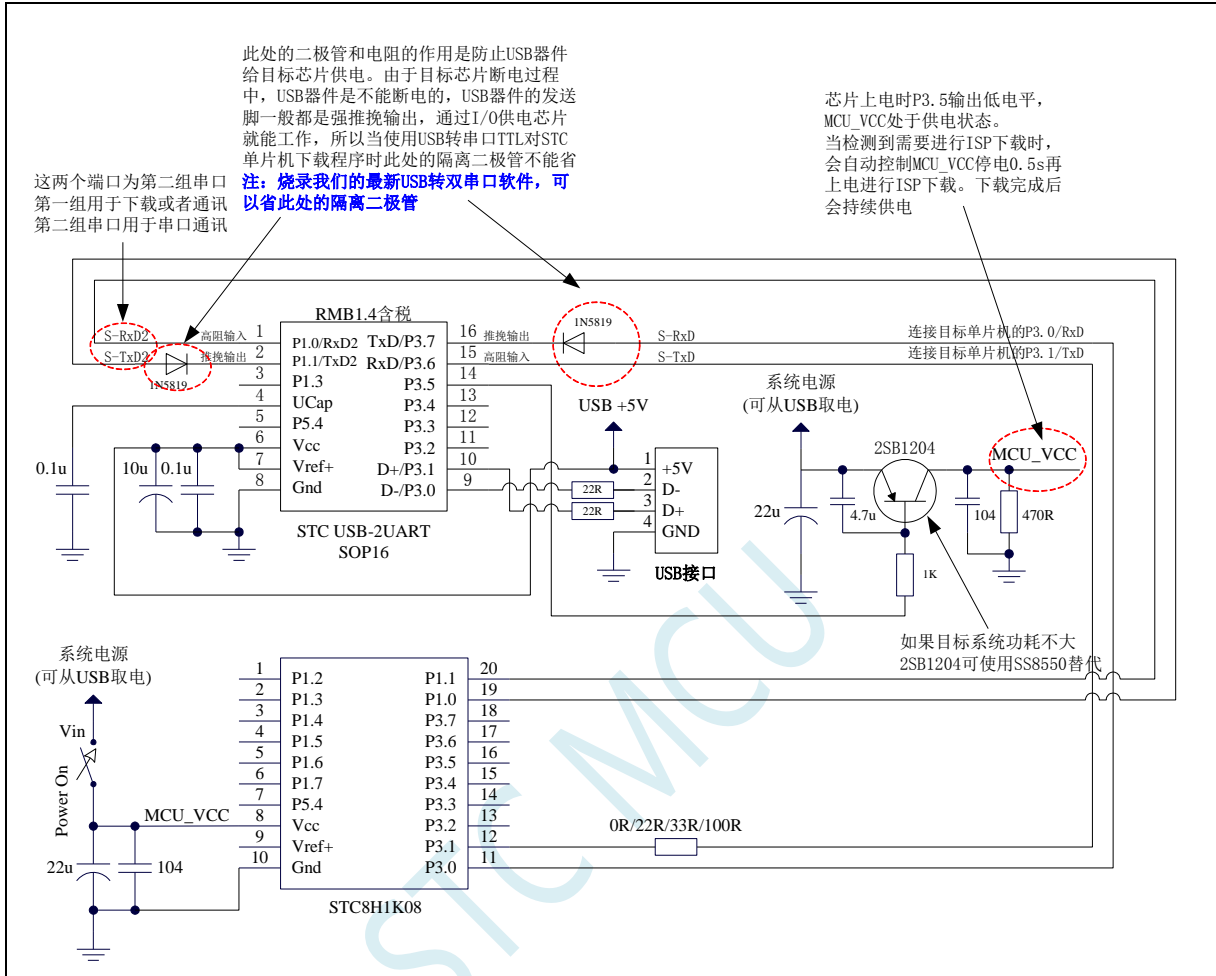 此处的二极管和电阻的作用是防止USB器件
给目标芯片供电。由于目标芯片断电过程
中，USB器件是不能断电的，USB器件的发送
脚一般都是强推挽输出，通过I/O供电芯片
就能工作，所以当使用USB转串口TTL对STC
单片机下载程序时此处的隔离二极管不能省
注：烧录我们的最新USB转双串口软件，可
以省此处的隔离二极管
这两个端口为第二组串口
第一组用于下载或者通讯
第二组串口用于串口通讯
芯片上电时P3.5输出低电平，
MCU_VCC处于供电状态。
当检测到需要进行ISP下载时，
会自动控制MCU_VCC停电0.5s再
上电进行ISP下载。下载完成后
会持续供电
RMB1.4含税
S-RxD2 高阻输入 1 P1.0/RxD2 TxD/P3.7 16 推挽输出 1N5819 S-RxD 连接目标单片机的P3.0/RxD
S-TxD2 1N5819 推挽输出 2 P1.1/TxD2 RxD/P3.6 15 高阻输入 S-TxD 连接目标单片机的P3.1/TxD
3 P1.3 P3.5 14
4 UCap P3.4 13
5 P5.4 P3.3 12
6 Vcc P3.2 11
7 Vref+ D+/P3.1 10
8 Gnd D-/P3.0 9
STC USB-2UART
SOP16
0.1u
10u
0.1u
USB +5V
1 +5V
2 D-
3 D+
4 GND
22R
22R
USB接口
系统电源
(可从USB取电)
2SB1204
MCU_VCC
22u
4.7u
104
470R
1K
如果目标系统功耗不大
2SB1204可使用SS8550替代
系统电源
(可从USB取电)
Vin
Power On
MCU_VCC
22u
104
1 P1.2 P1.1 20
2 P1.3 P1.0 19
3 P1.4 P3.7 18
4 P1.5 P3.6 17
5 P1.6 P3.5 16
6 P1.7 P3.4 15
7 P5.4 P3.3 14
8 Vcc P3.2 13
9 Vref+ P3.1 12
10 Gnd P3.0 11
0R/22R/33R/100R
STC8H1K08
STC MCU